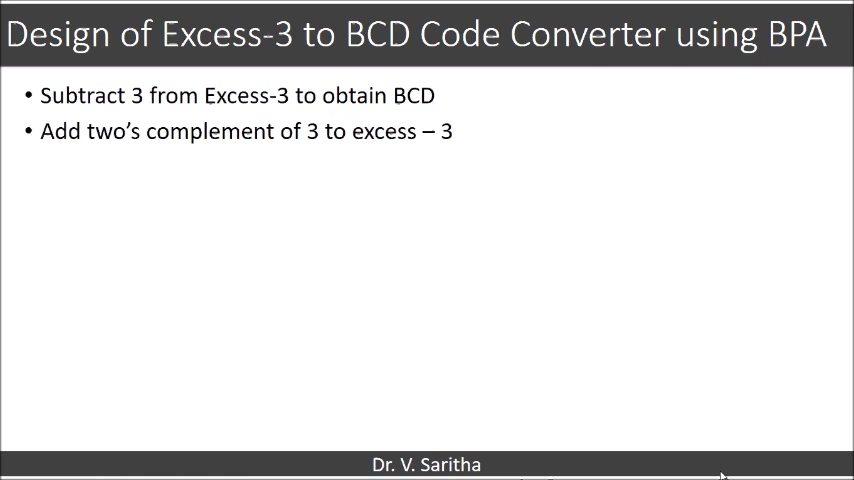 Design of Excess-3 to BCD Code Converter using BPA
• Subtract 3 from Excess-3 to obtain BCD
• Add two's complement of 3 to excess – 3
Dr. V. Saritha